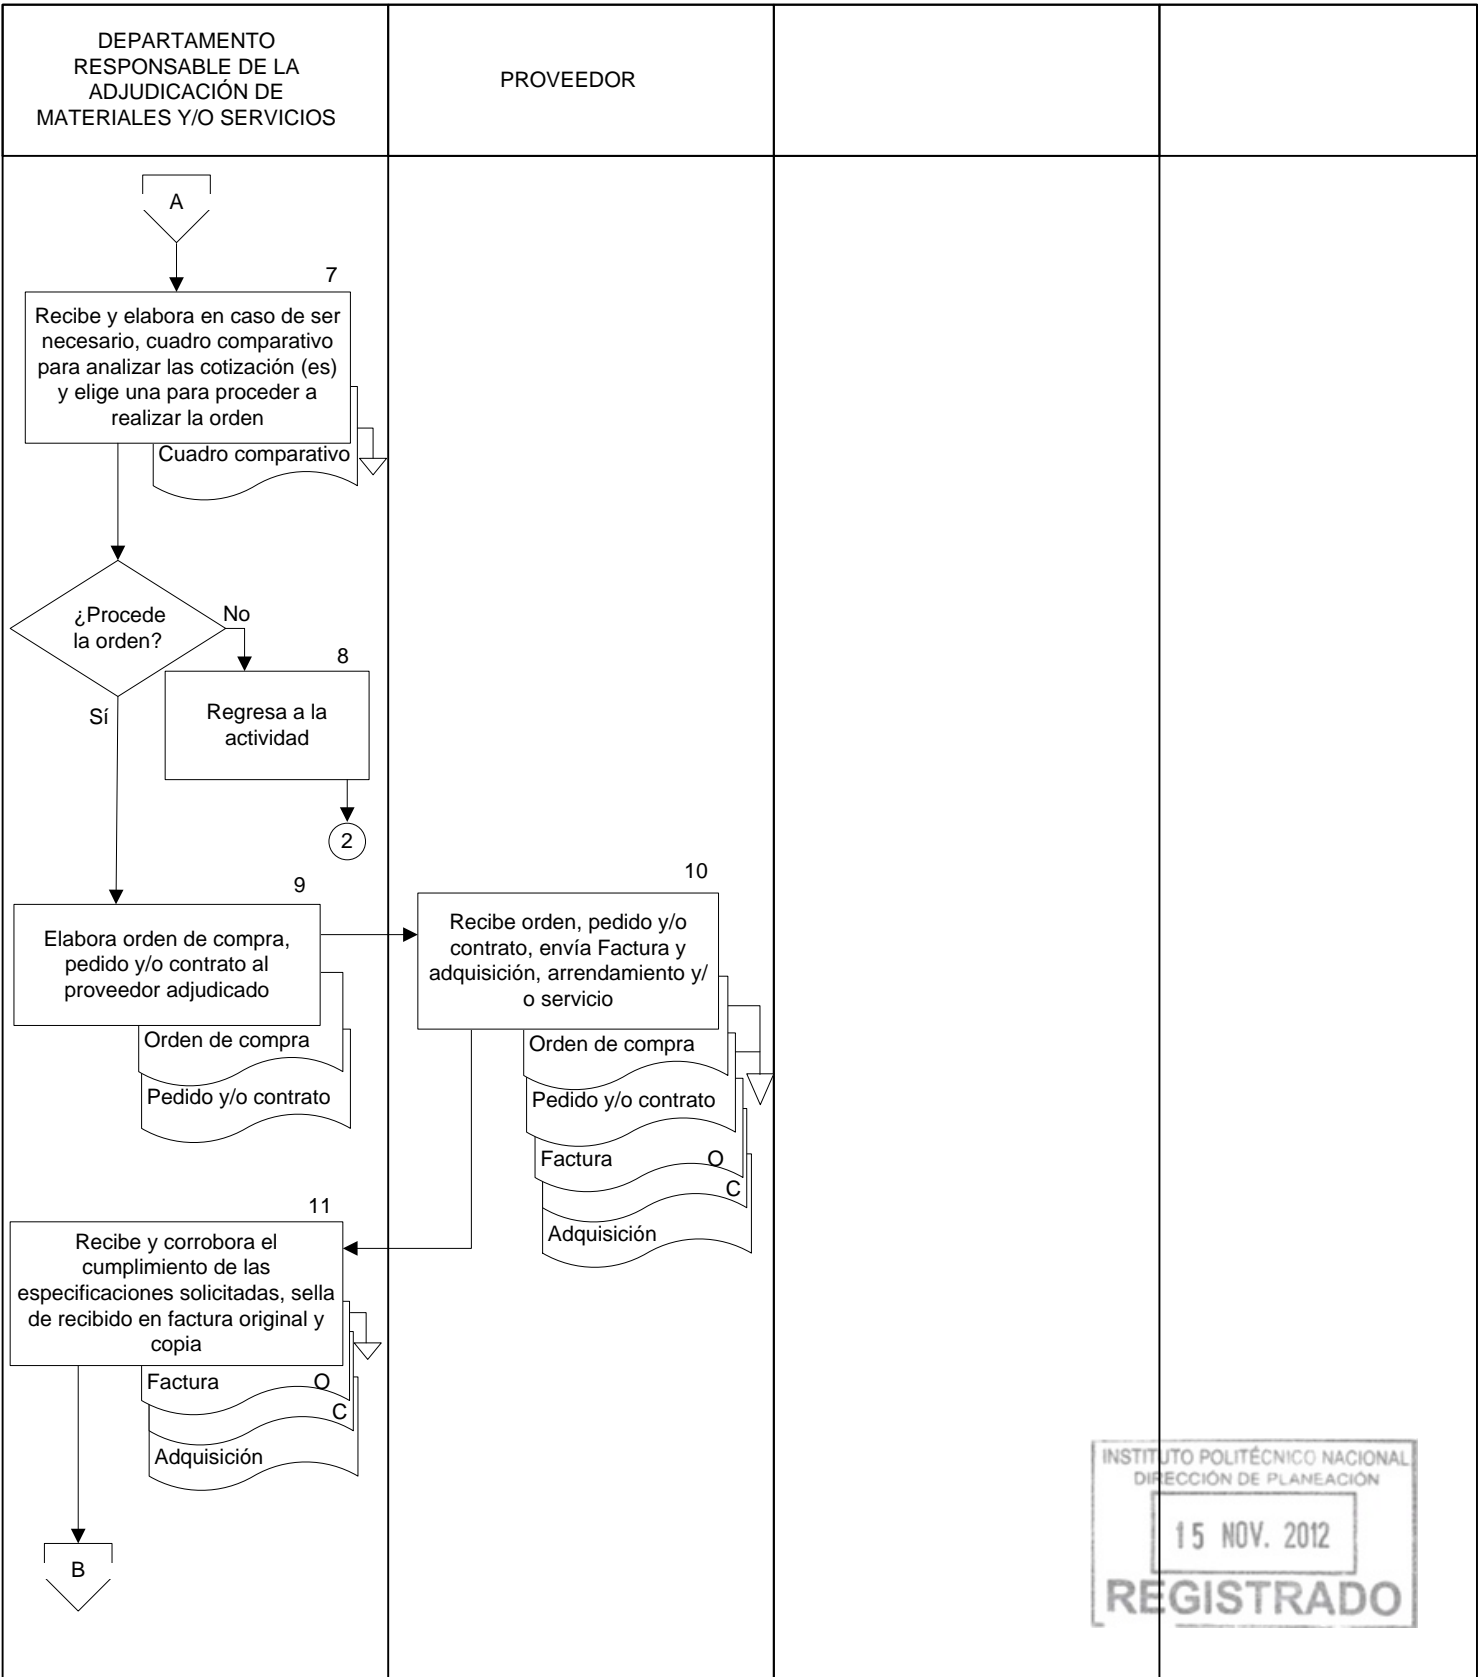 DEPARTAMENTO
RESPONSABLE DE LA
ADJUDICACIÓN DE
MATERIALES Y/O SERVICIOS
PROVEEDOR
A
7
Recibe y elabora en caso de ser
necesario, cuadro comparativo
para analizar las cotización (es)
y elige una para proceder a
realizar la orden
Cuadro comparativo
¿Procede
la orden?
No
Sí
8
Regresa a la
actividad
2
9
Elabora orden de compra,
pedido y/o contrato al
proveedor adjudicado
Orden de compra
Pedido y/o contrato
10
Recibe orden, pedido y/o
contrato, envía Factura y
adquisición, arrendamiento y/
o servicio
Orden de compra
Pedido y/o contrato
Factura O
C
Adquisición
11
Recibe y corrobora el
cumplimiento de las
especificaciones solicitadas, sella
de recibido en factura original y
copia
Factura O
C
Adquisición
B
INSTITUTO POLITÉCNICO NACIONAL
DIRECCIÓN DE PLANEACIÓN
15 NOV. 2012
REGISTRADO